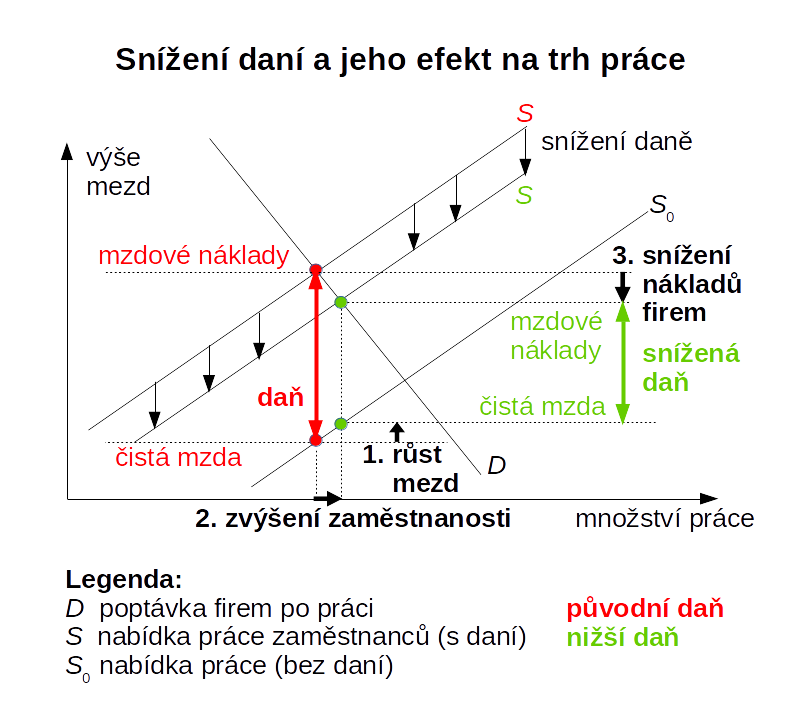 Snížení daní a jeho efekt na trh práce
S
snížení daně
výše
mezd
S
S0
mzdové náklady
3. snížení
nákladů
firem
mzdové
náklady
snížená
daň
daň
čistá mzda
čistá mzda
1. růst
mezd
D
2. zvýšení zaměstnanosti
množství práce
Legenda:
D poptávka firem po práci
původní daň
S nabídka práce zaměstnanců (s daní)
nižší daň
S0 nabídka práce (bez daní)